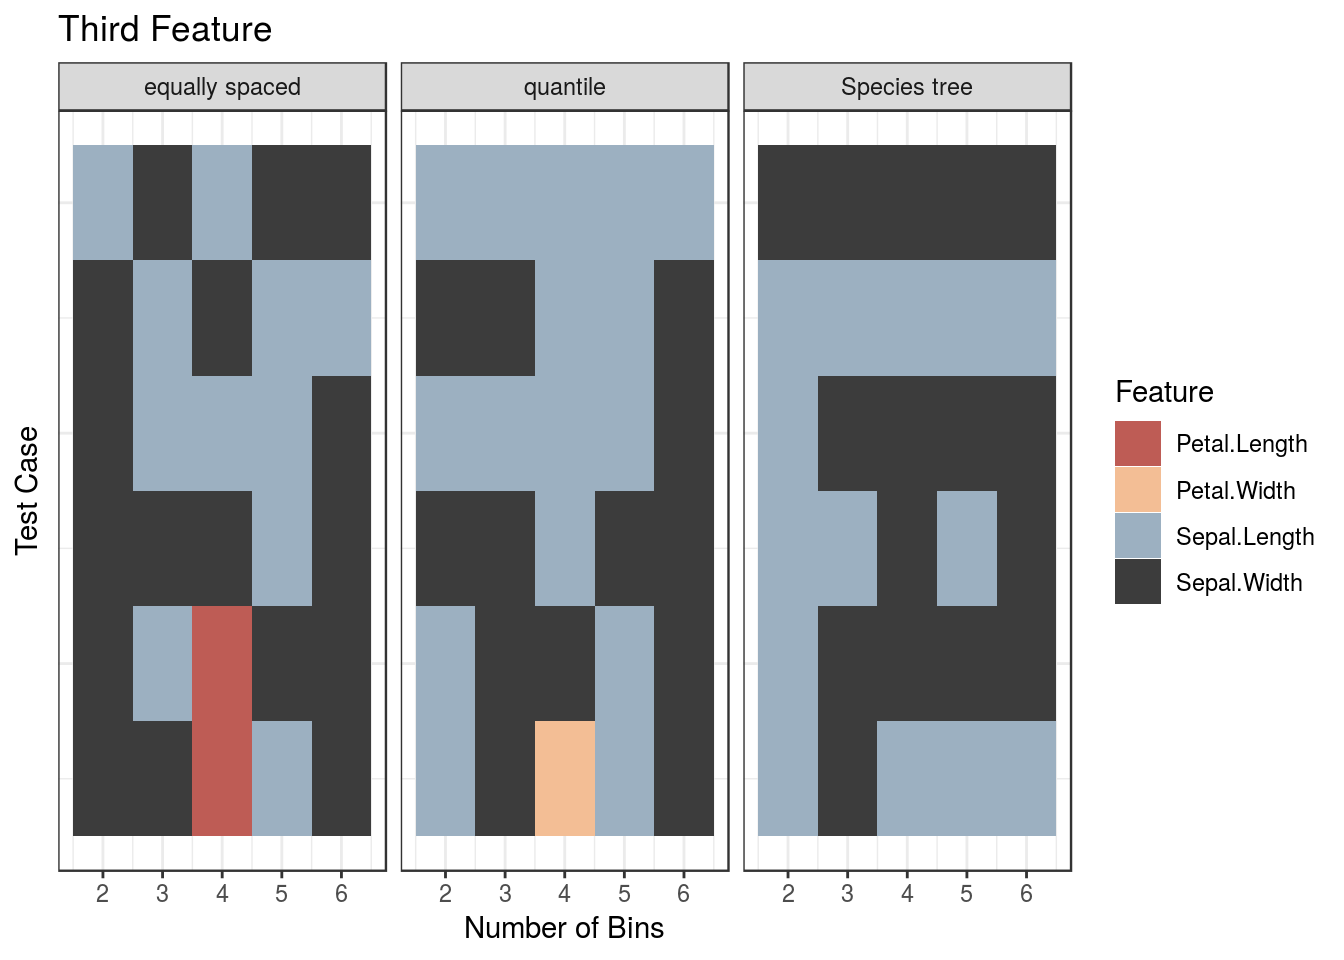 Third Feature
equally spaced
quantile
Species tree
Test Case
2 3 4 5 6
2 3 4 5 6
2 3 4 5 6
Number of Bins
Feature
Petal.Length
Petal.Width
Sepal.Length
Sepal.Width